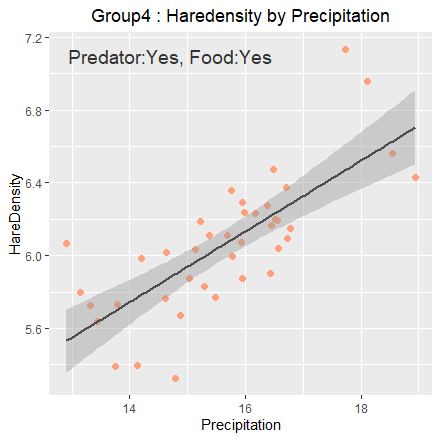 Group4 : Haredensity by Precipitation
Predator:Yes, Food:Yes
HareDensity
7.2
6.8
6.4
6.0
5.6
14 16 18
Precipitation